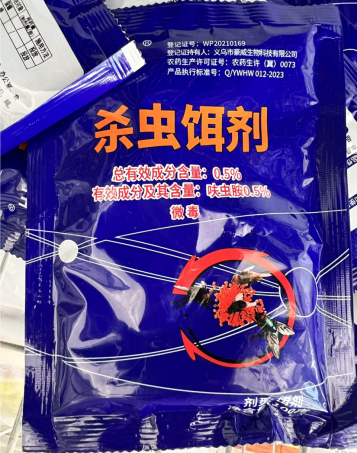 登记证号：WP20210169
登记证持有人：义乌市豪威生物科技有限公司
农药生产许可证号：农药生许（冀）0073
产品执行标准号：Q/YWHW 012-2023
杀虫饵剂
总有效成分含量：0.5%
有效成分及其含量：呋虫胺0.5%
微毒